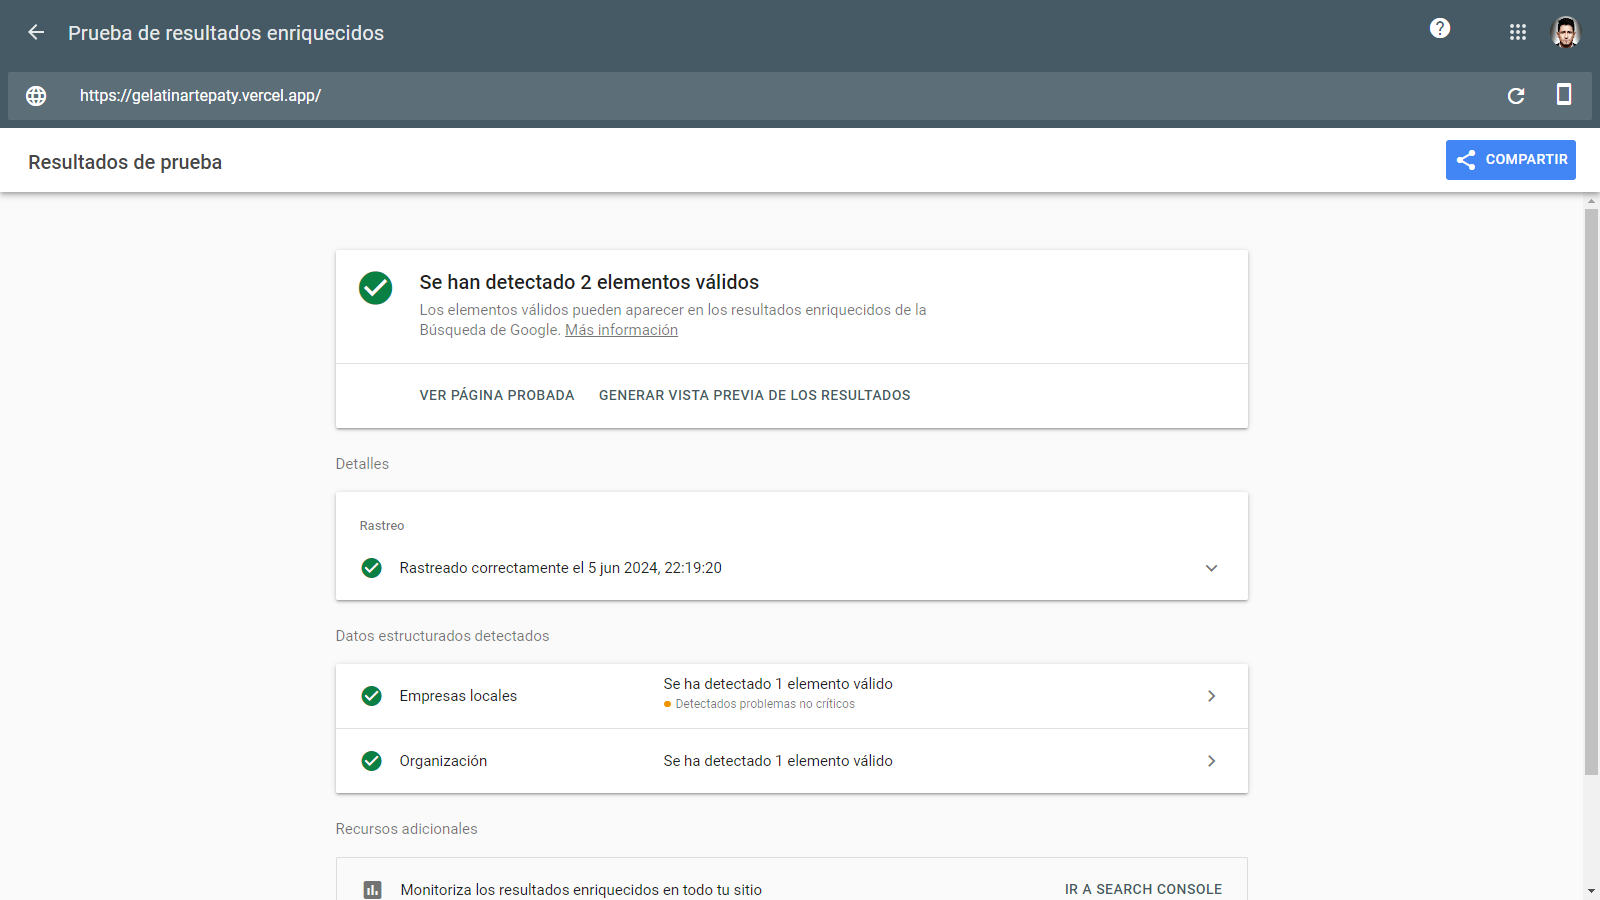 Prueba de resultados enriquecidos
https://gelatinartepaty.vercel.app/
Resultados de prueba
COMPARTIR
Se han detectado 2 elementos válidos
Los elementos válidos pueden aparecer en los resultados enriquecidos de la
Búsqueda de Google. Más información
VER PÁGINA PROBADA GENERAR VISTA PREVIA DE LOS RESULTADOS
Detalles
Rastreo
Rastreado correctamente el 5 jun 2024, 22:19:20
Datos estructurados detectados
Empresas locales
Se ha detectado 1 elemento válido
Detectados problemas no críticos
Organización
Se ha detectado 1 elemento válido
Recursos adicionales
Monitoriza los resultados enriquecidos en todo tu sitio
IR A SEARCH CONSOLE